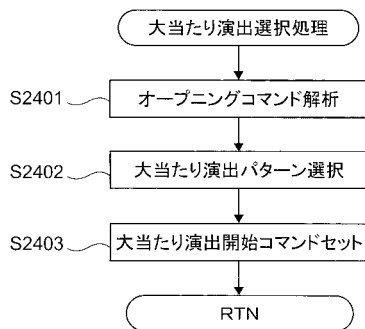 大当たり演出選択処理
S2401
オープニングコマンド解析
S2402
大当たり演出パターン選択
S2403
大当たり演出開始コマンドセット
RTN